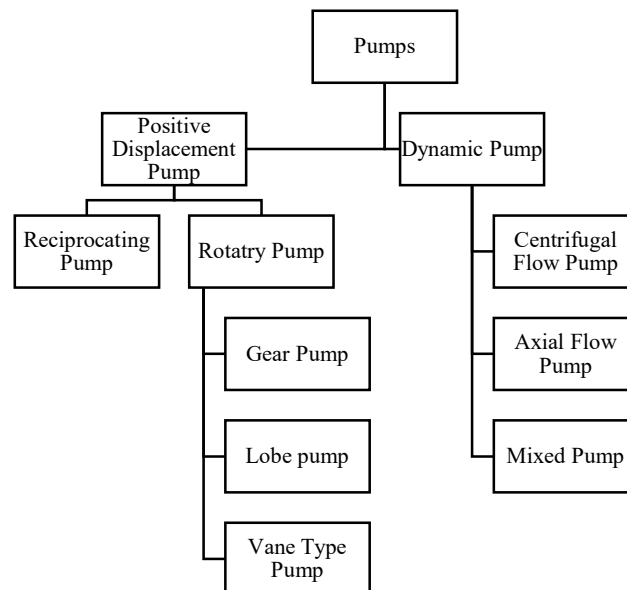 Pumps
Positive
Displacement
Pump
Dynamic Pump
Reciprocating
Pump
Rotatry Pump
Centrifugal
Flow Pump
Gear Pump
Axial Flow
Pump
Lobe pump
Mixed Pump
Vane Type
Pump